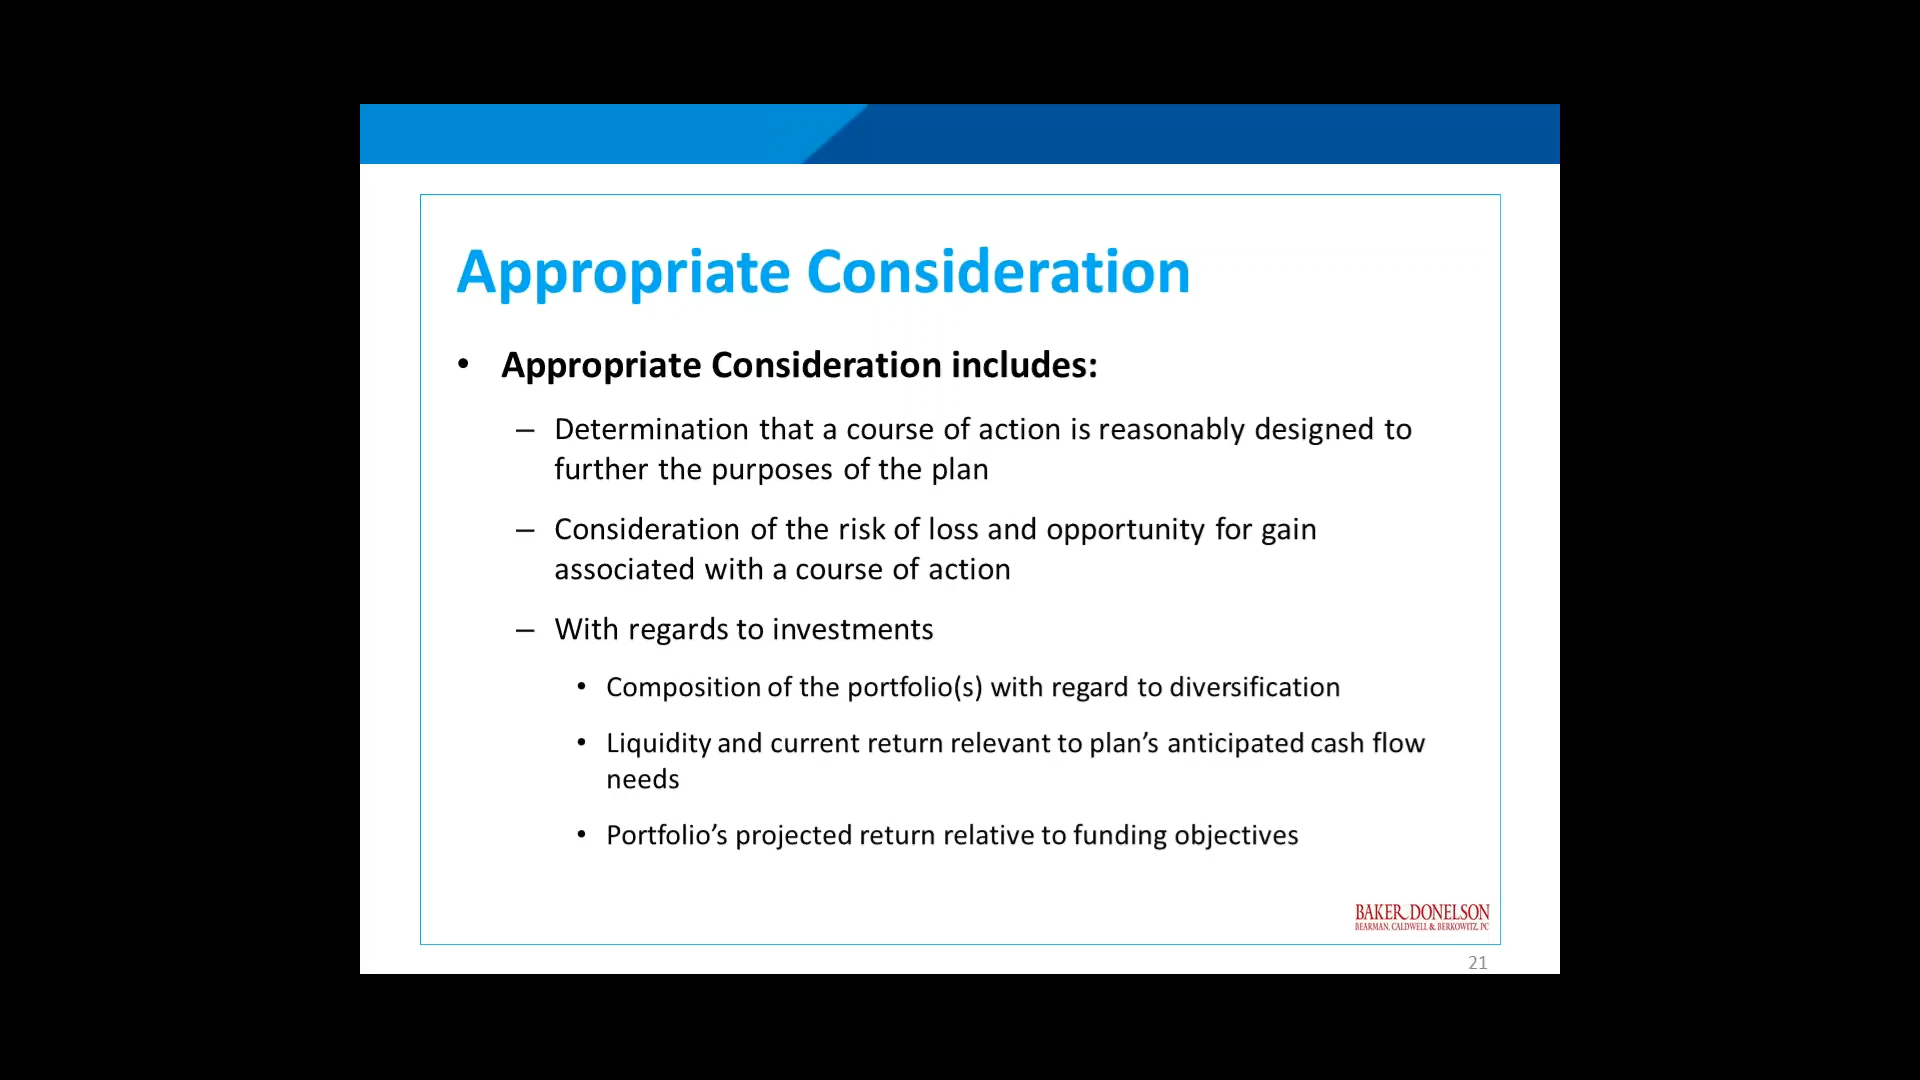 Appropriate Consideration
• Appropriate Consideration includes:
– Determination that a course of action is reasonably designed to
further the purposes of the plan
– Consideration of the risk of loss and opportunity for gain
associated with a course of action
– With regards to investments
• Composition of the portfolio(s) with regard to diversification
• Liquidity and current return relevant to plan’s anticipated cash flow
needs
• Portfolio’s projected return relative to funding objectives
BAKER DONELSON
BEARMAN, CALDWELL & BERKOWITZ, PC
21